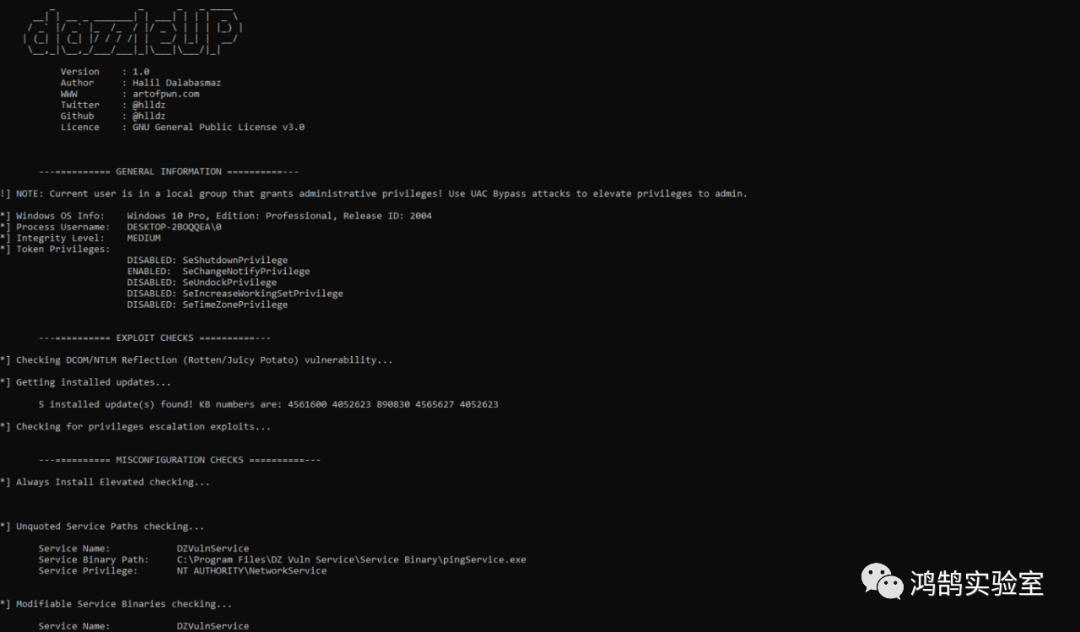 dazzleUP
Version : 1.0
Author : Halil Dalabasmaz
WWW : artofpwn.com
Twitter : @hlldz
Github : @hlldz
Licence : GNU General Public License v3.0
---========== GENERAL INFORMATION ==========---
!] NOTE: Current user is in a local group that grants administrative privileges! Use UAC Bypass attacks to elevate privileges to admin.
*] Windows OS Info: Windows 10 Pro, Edition: Professional, Release ID: 2004
*] Process Username: DESKTOP-2BOQQEA\0
*] Integrity Level: MEDIUM
*] Token Privileges:
DISABLED: SeShutdownPrivilege
ENABLED: SeChangeNotifyPrivilege
DISABLED: SeUndockPrivilege
DISABLED: SeIncreaseWorkingSetPrivilege
DISABLED: SeTimeZonePrivilege
---========== EXPLOIT CHECKS ==========---
*] Checking DCOM/NTLM Reflection (Rotten/Juicy Potato) vulnerability...
*] Getting installed updates...
5 installed update(s) found! KB numbers are: 4561600 4052623 890830 4565627 4052623
*] Checking for privileges escalation exploits...
---========== MISCONFIGURATION CHECKS ==========---
*] Always Install Elevated checking...
*] Unquoted Service Paths checking...
Service Name: DZVulnService
Service Binary Path: C:\Program Files\DZ Vuln Service\Service Binary\pingService.exe
Service Privilege: NT AUTHORITY\NetworkService
*] Modifiable Service Binaries checking...
Service Name: DZVulnService
鸿鹄实验室